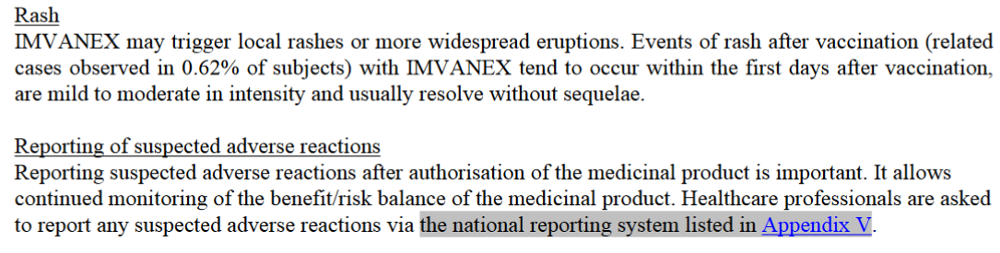 Rash
IMVANEX may trigger local rashes or more widespread eruptions. Events of rash after vaccination (related
cases observed in 0.62% of subjects) with IMVANEX tend to occur within the first days after vaccination,
are mild to moderate in intensity and usually resolve without sequelae.
Reporting of suspected adverse reactions
Reporting suspected adverse reactions after authorisation of the medicinal product is important. It allows
continued monitoring of the benefit/risk balance of the medicinal product. Healthcare professionals are asked
to report any suspected adverse reactions via the national reporting system listed in Appendix V.